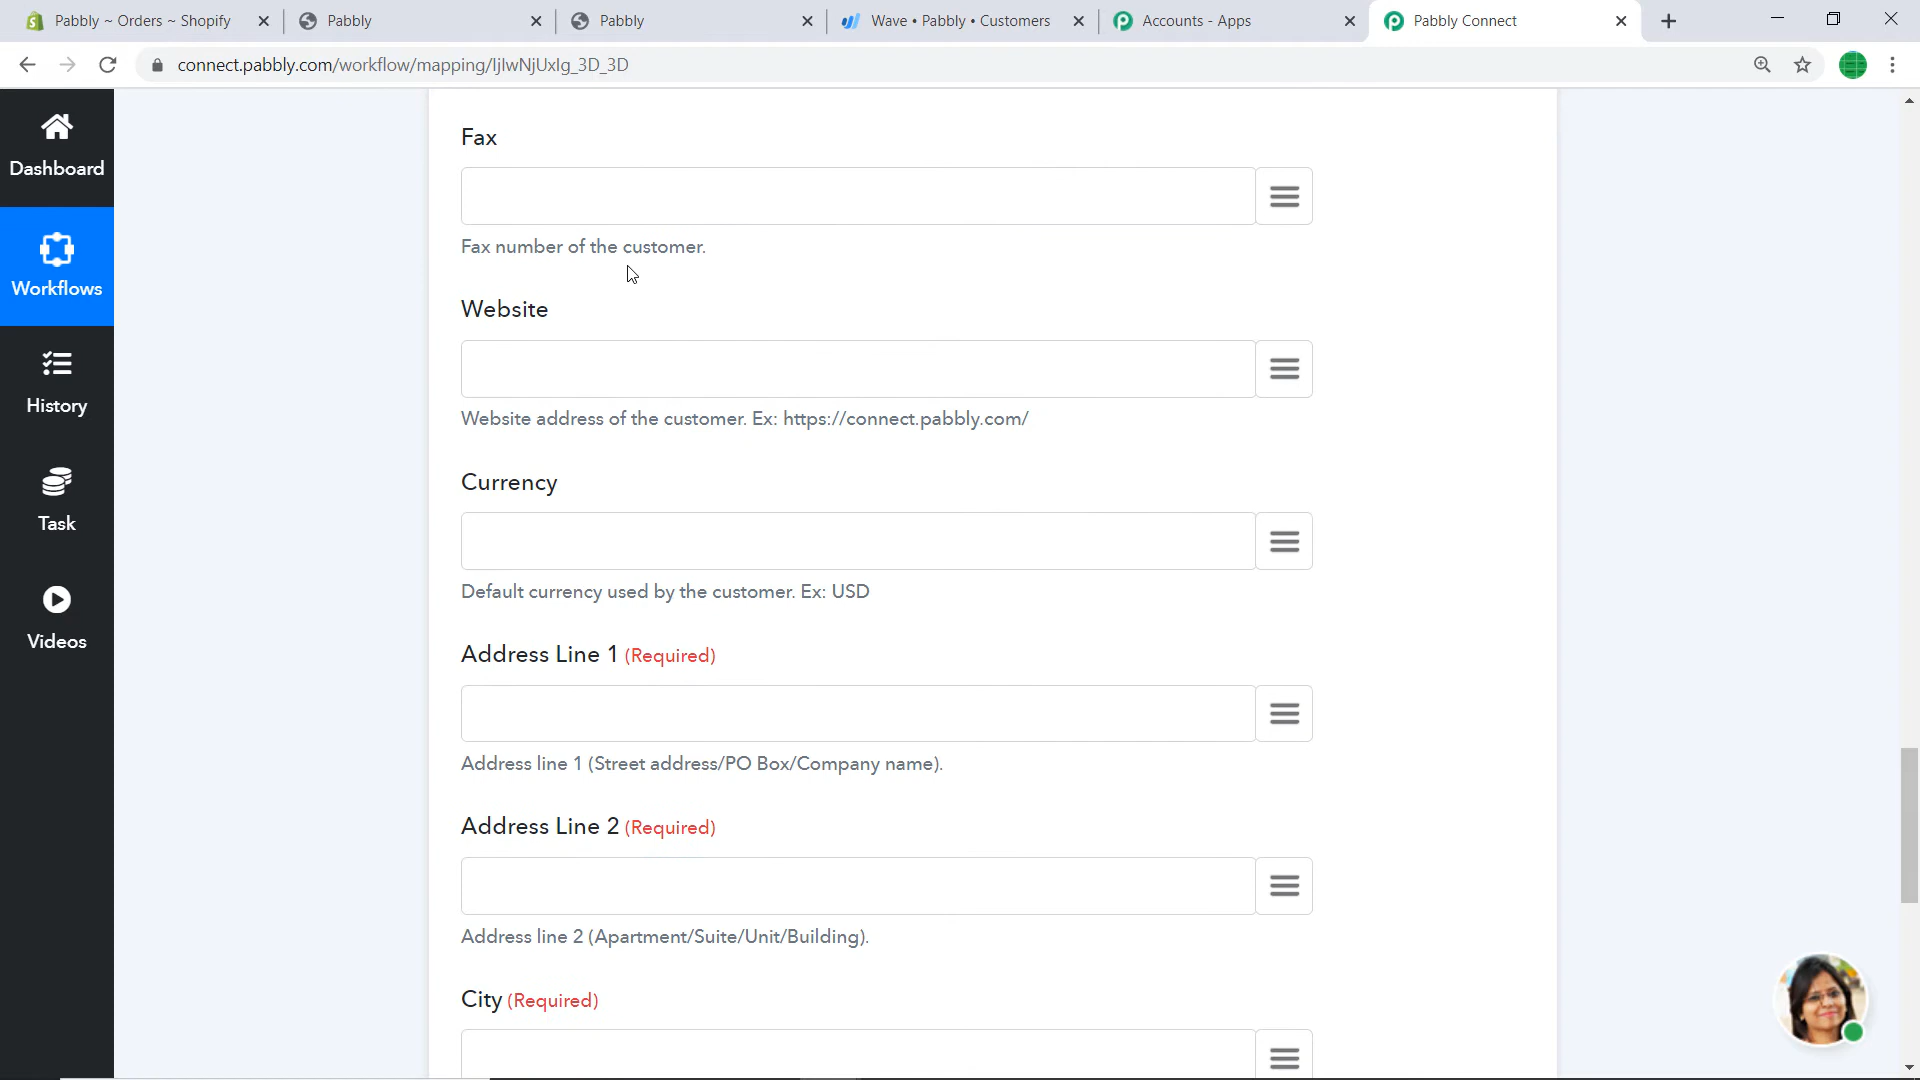 Pabbly ~ Orders ~ Shopify
Pabbly
Pabbly
Wave • Pabbly • Customers
Accounts - Apps
Pabbly Connect
connect.pabbly.com/workflow/mapping/IjIwNjUxIg_3D_3D
Dashboard
Workflows
History
Task
Videos
Fax
Fax number of the customer.
Website
Website address of the customer. Ex: https://connect.pabbly.com/
Currency
Default currency used by the customer. Ex: USD
Address Line 1 (Required)
Address line 1 (Street address/PO Box/Company name).
Address Line 2 (Required)
Address line 2 (Apartment/Suite/Unit/Building).
City (Required)